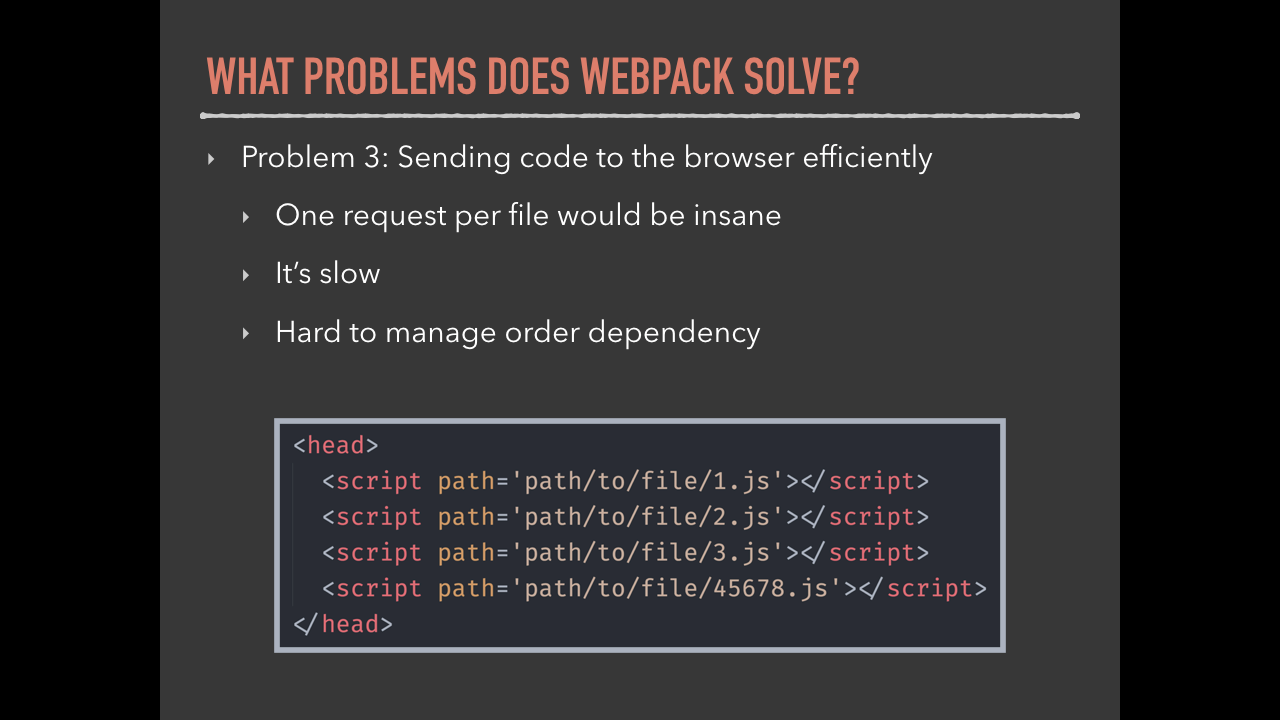 WHAT PROBLEMS DOES WEBPACK SOLVE?
Problem 3: Sending code to the browser efficiently
One request per file would be insane
It’s slow
Hard to manage order dependency
<head>
<script path='path/to/file/1.js'></script>
<script path='path/to/file/2.js'></script>
<script path='path/to/file/3.js'></script>
<script path='path/to/file/45678.js'></script>
</head>